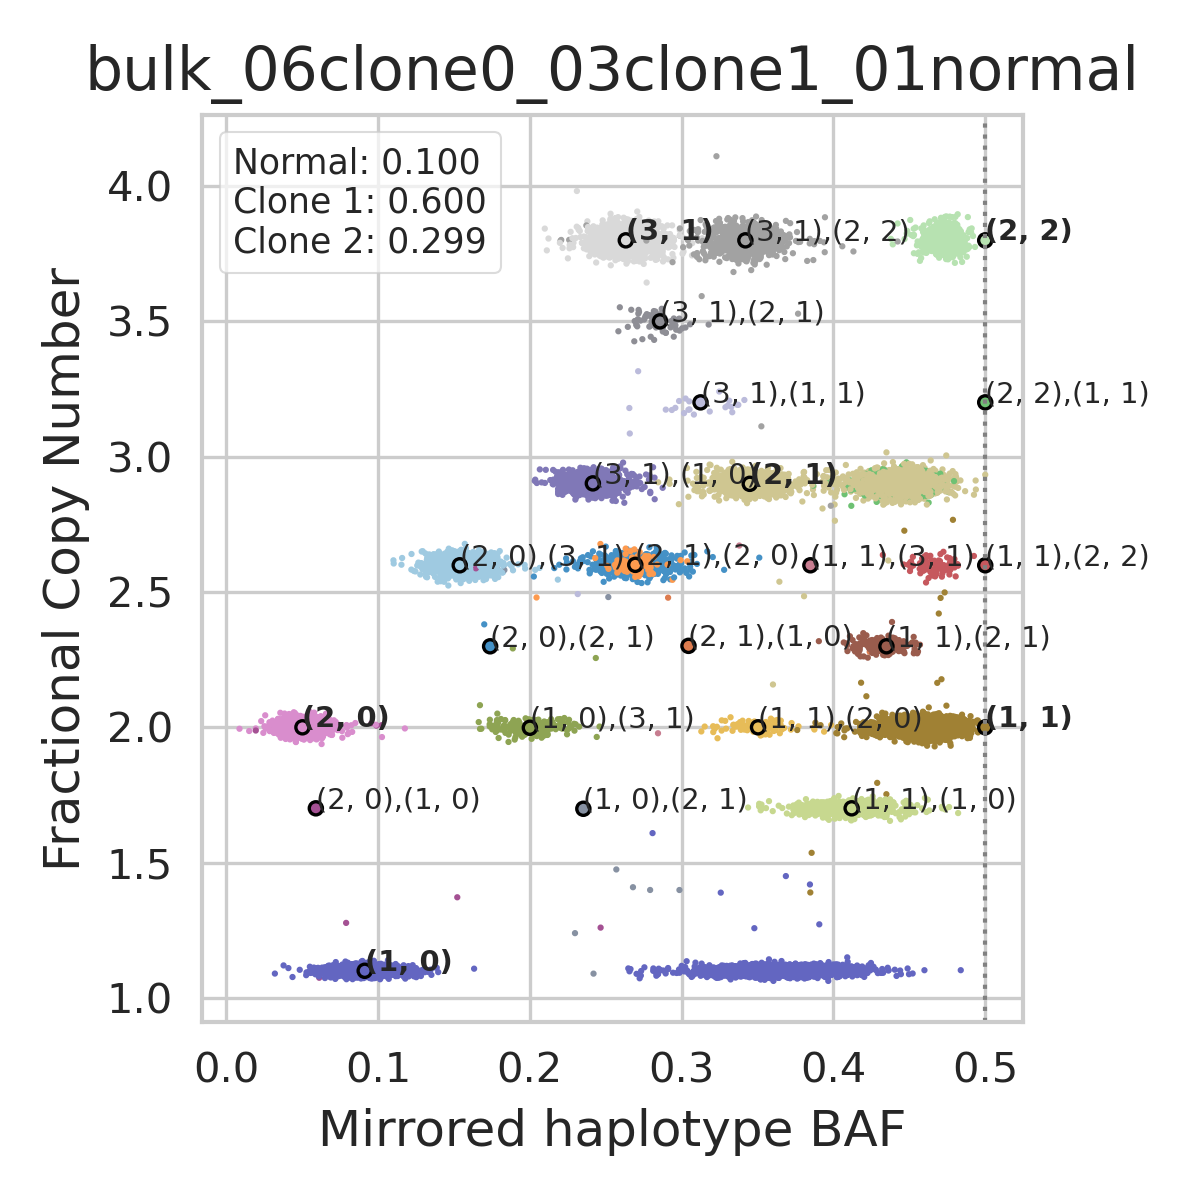 bulk_06clone0_03clone1_01normal
Normal: 0.100
Clone 1: 0.600
Clone 2: 0.299
4.0
3.5
3.0
2.5
2.0
1.5
1.0
Fractional Copy Number
(3, 1)
(3, 1),(2, 2)
(2, 2)
(3, 1),(2, 1)
(3, 1),(1, 1)
(2, 2),(1, 1)
(3, 1),(1, 0)
(2, 1)
(2, 0),(3, 1)
(2, 1),(2, 0)
(1, 1),(3, 1)
(1, 1),(2, 2)
(2, 0),(2, 1)
(2, 1),(1, 0)
(1, 1),(2, 1)
(2, 0)
(1, 0),(3, 1)
(1, 1),(2, 0)
(1, 1)
(2, 0),(1, 0)
(1, 0),(2, 1)
(1, 1),(1, 0)
(1, 0)
0.0 0.1 0.2 0.3 0.4 0.5
Mirrored haplotype BAF